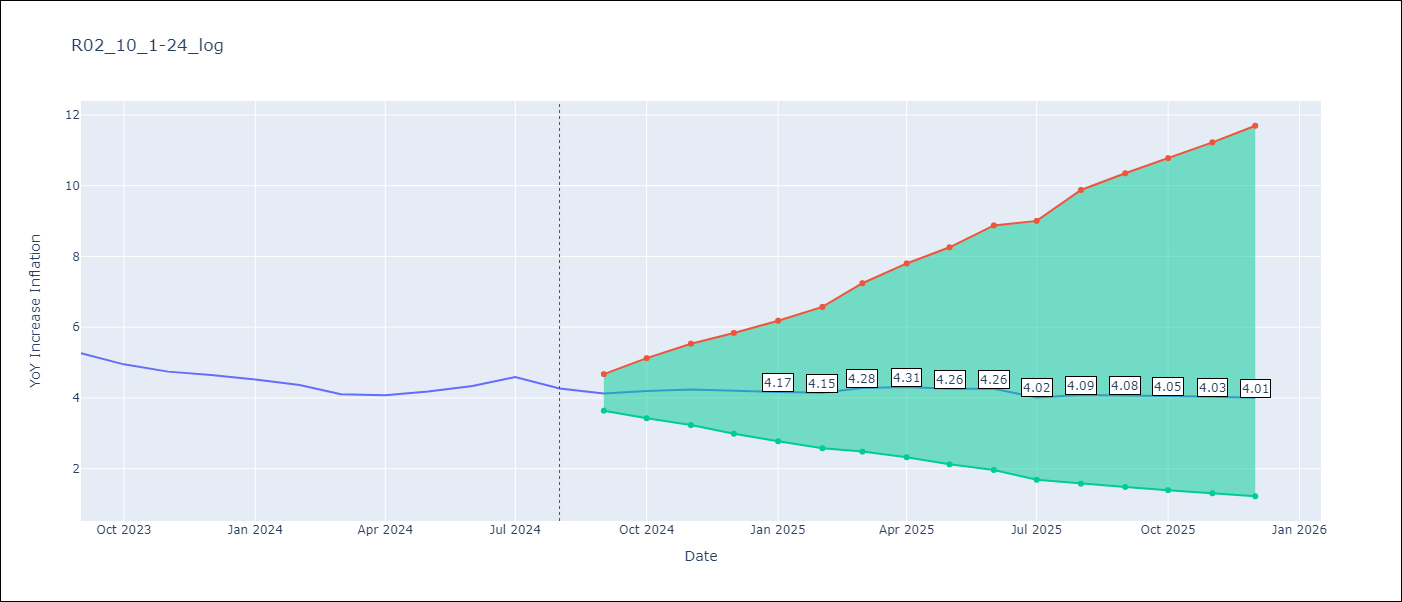 R02_10_1-24_log
12
10
8
6
4
2
YoY Increase Inflation
4.17
4.15
4.28
4.31
4.26
4.26
4.02
4.09
4.08
4.05
4.03
4.01
Oct 2023
Jan 2024
Apr 2024
Jul 2024
Oct 2024
Jan 2025
Apr 2025
Jul 2025
Oct 2025
Jan 2026
Date